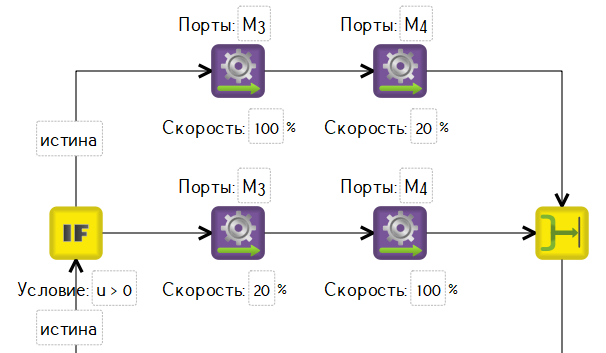 Порты: M3 Порты: M4
истина
Скорость: 100 % Скорость: 20 %
Порты: M3 Порты: M4
IF
Условие: u > 0 Скорость: 20 % Скорость: 100 %
истина